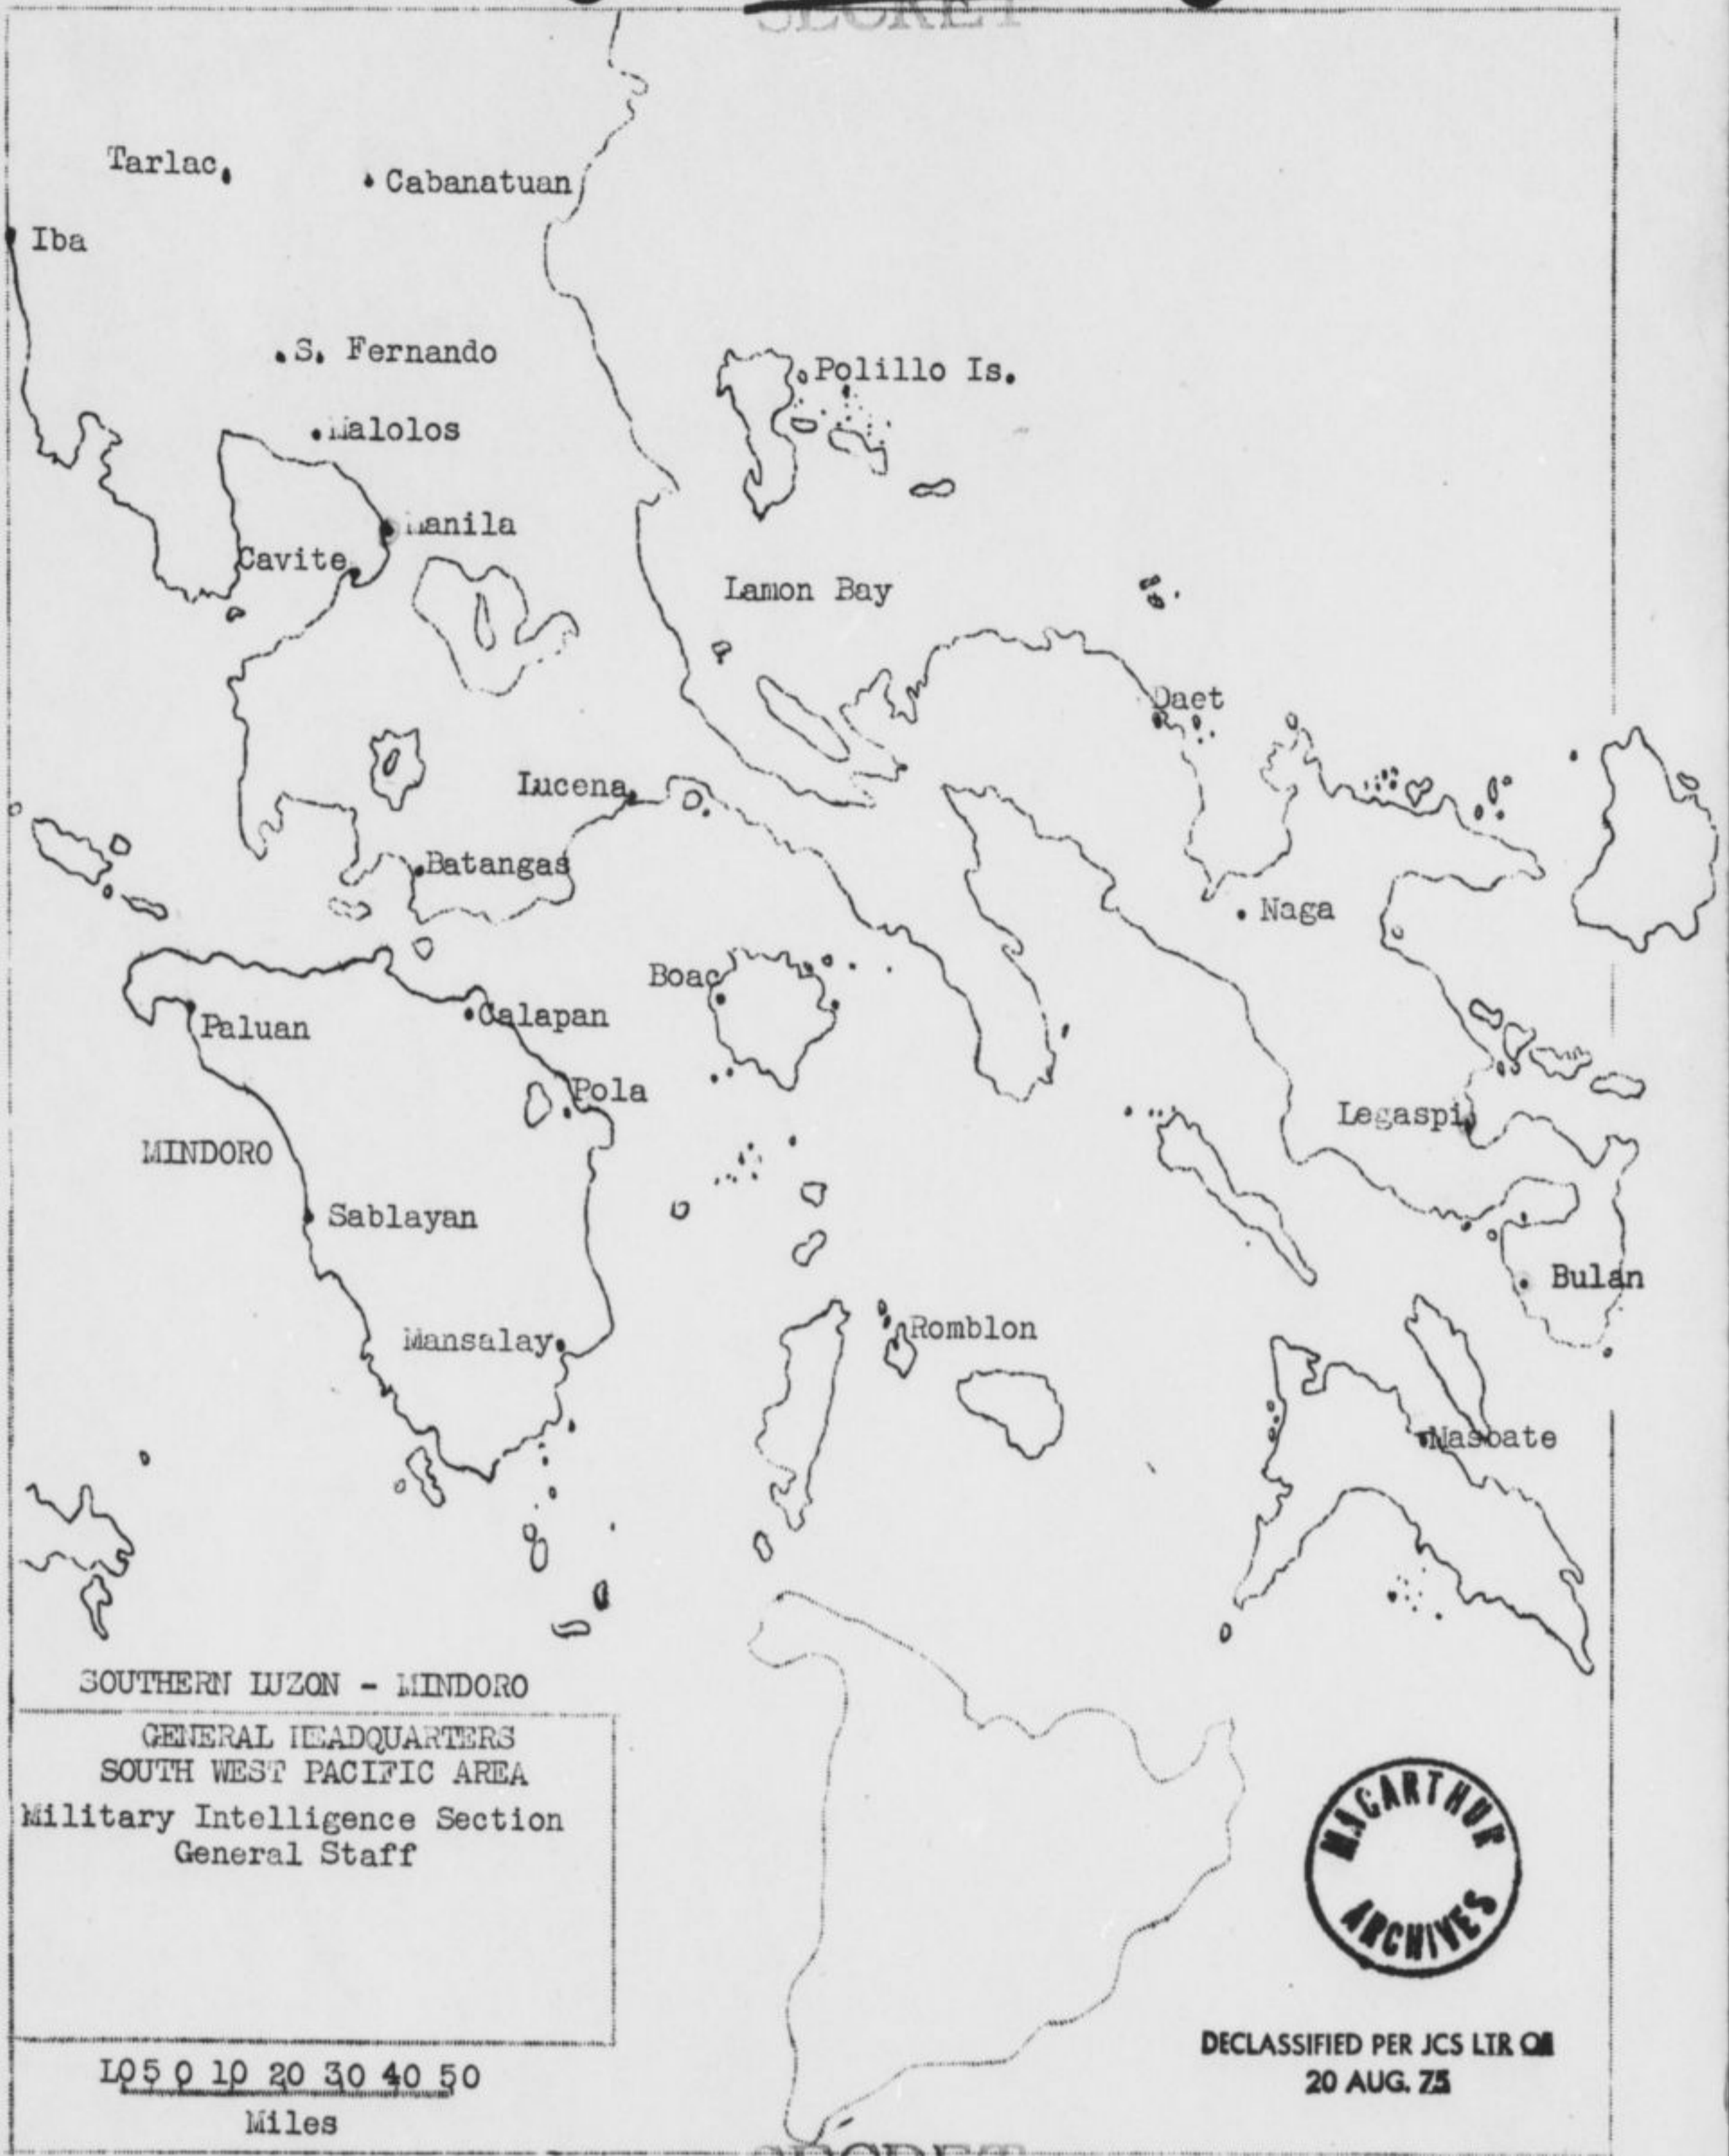 SECRET
Tarlac
Cabanatuan
Iba
S. Fernando
Polillo Is.
Malolos
Manila
Cavite
Lamon Bay
Daet
Lucena
Batangas
Naga
Boac
Paluan
Calapan
Pola
Legaspi
MINDORO
Sablayan
Bulan
Mansalay
Romblon
Masbate
SOUTHERN LUZON - MINDORO
GENERAL HEADQUARTERS
SOUTH WEST PACIFIC AREA
Military Intelligence Section
General Staff
MACARTHUR
ARCHIVES
DECLASSIFIED PER JCS LTR OF
20 AUG. 75
10 5 0 10 20 30 40 50
Miles
SECRET